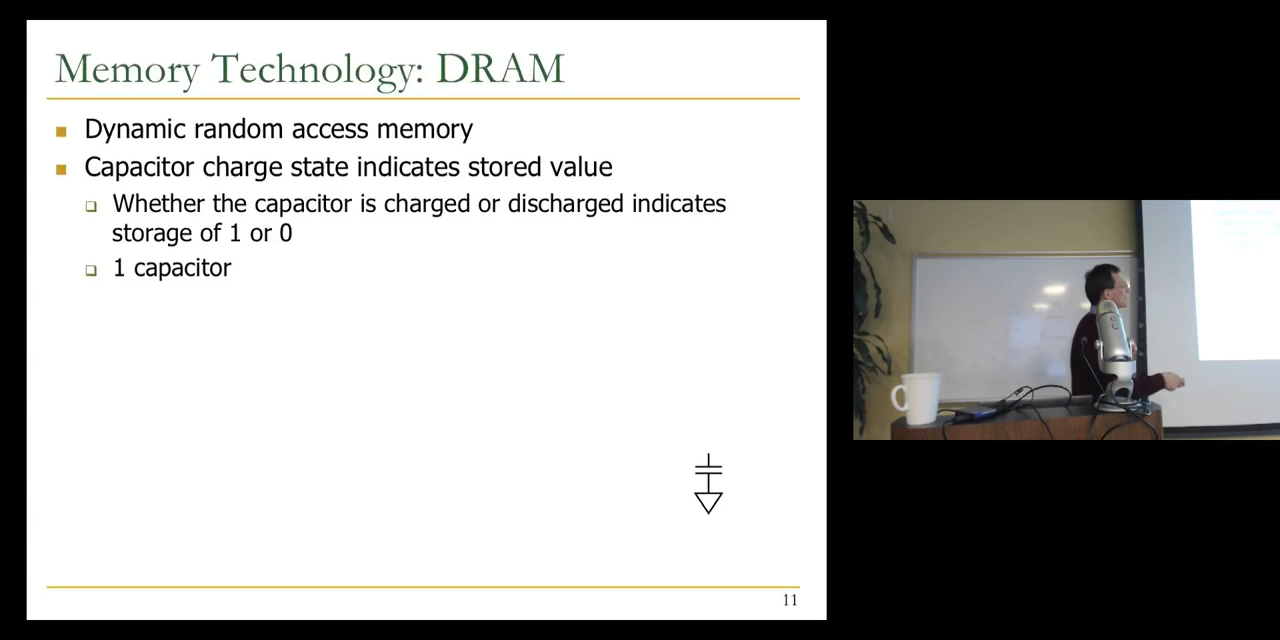 Memory Technology: DRAM
Dynamic random access memory
Capacitor charge state indicates stored value
Whether the capacitor is charged or discharged indicates
storage of 1 or 0
1 capacitor
11